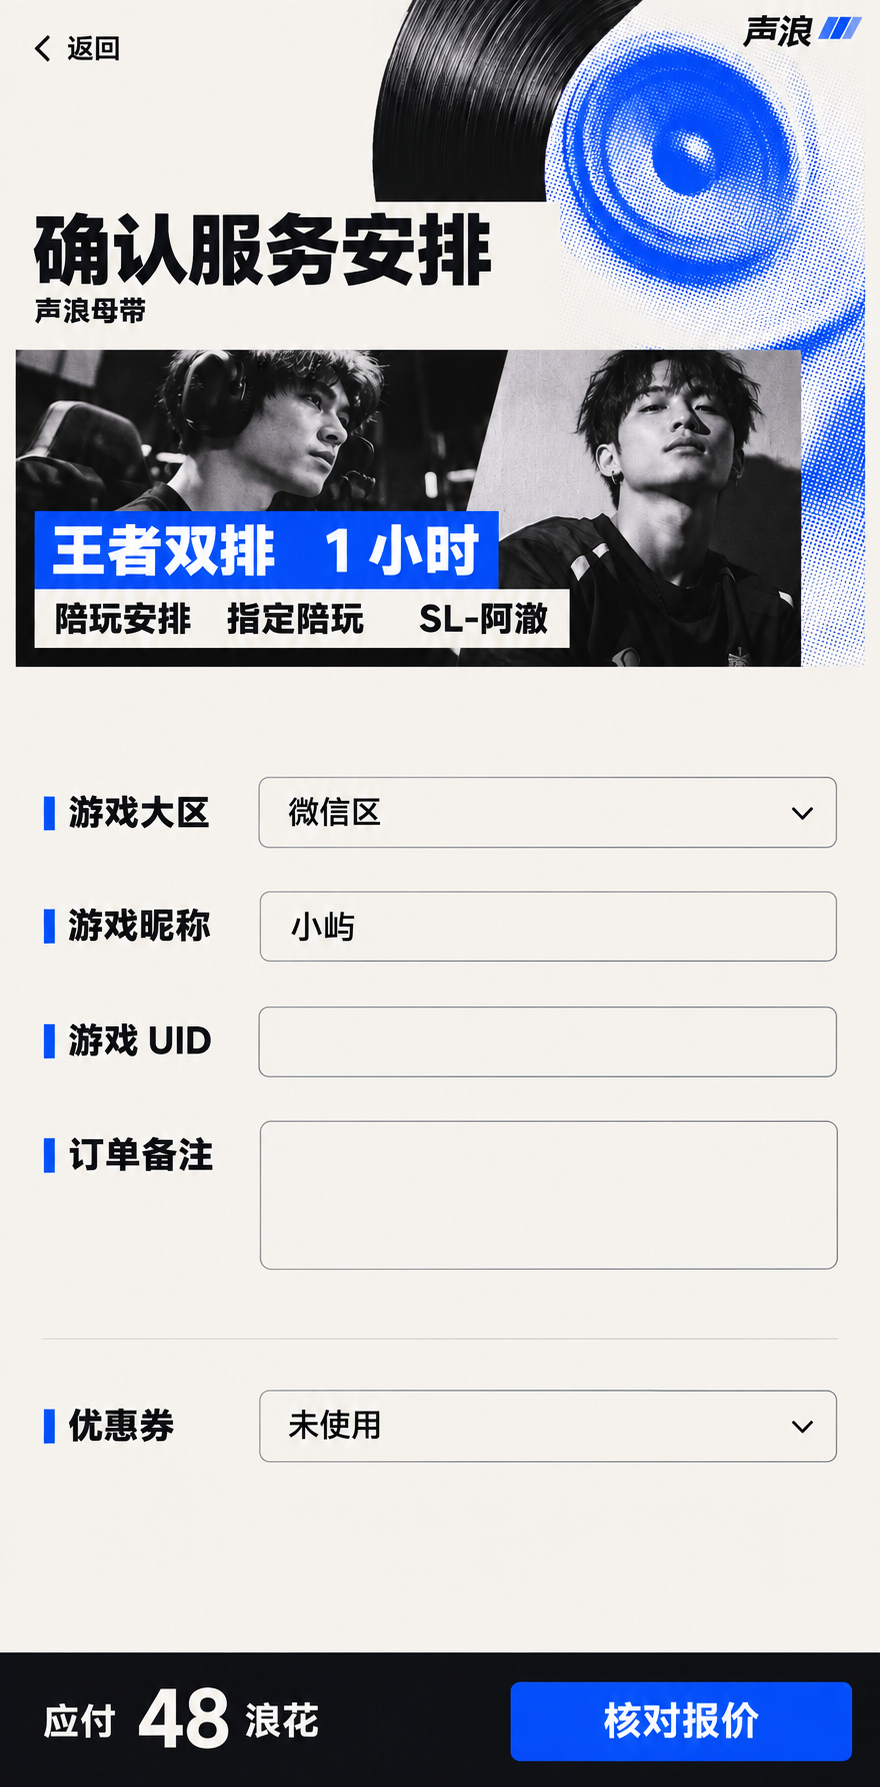 返回
声浪
确认服务安排
声浪母带
王者双排 1 小时
陪玩安排 指定陪玩 SL-阿澈
游戏大区 微信区
游戏昵称 小屿
游戏 UID
订单备注
优惠券 未使用
应付 48 浪花
核对报价